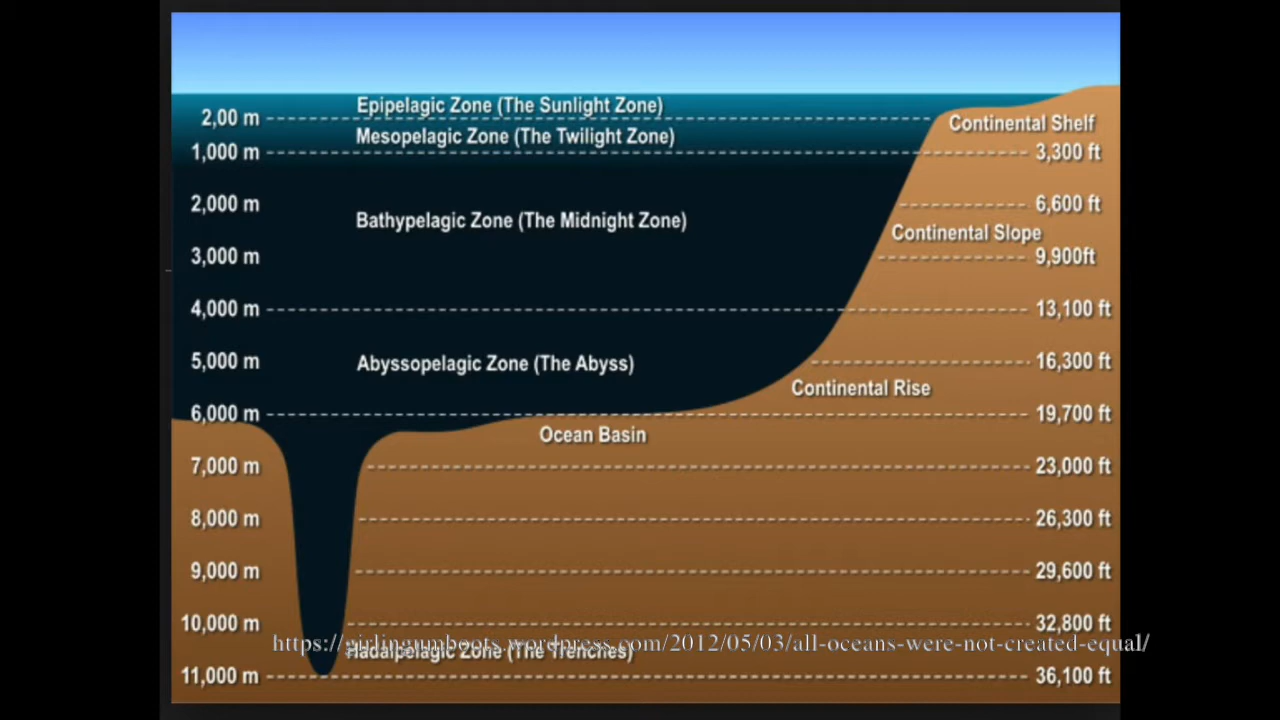 Epipelagic Zone (The Sunlight Zone)
2,00 m
Continental Shelf
Mesopelagic Zone (The Twilight Zone)
1,000 m 3,300 ft
2,000 m 6,600 ft
Bathypelagic Zone (The Midnight Zone)
Continental Slope
3,000 m 9,900ft
4,000 m 13,100 ft
5,000 m Abyssopelagic Zone (The Abyss) 16,300 ft
Continental Rise
6,000 m 19,700 ft
Ocean Basin
7,000 m 23,000 ft
8,000 m 26,300 ft
9,000 m 29,600 ft
10,000 m 32,800 ft
https://girlingumboots.wordpress.com/2012/05/03/all-oceans-were-not-created-equal/
Hadalpelagic Zone (The Trenches)
11,000 m 36,100 ft